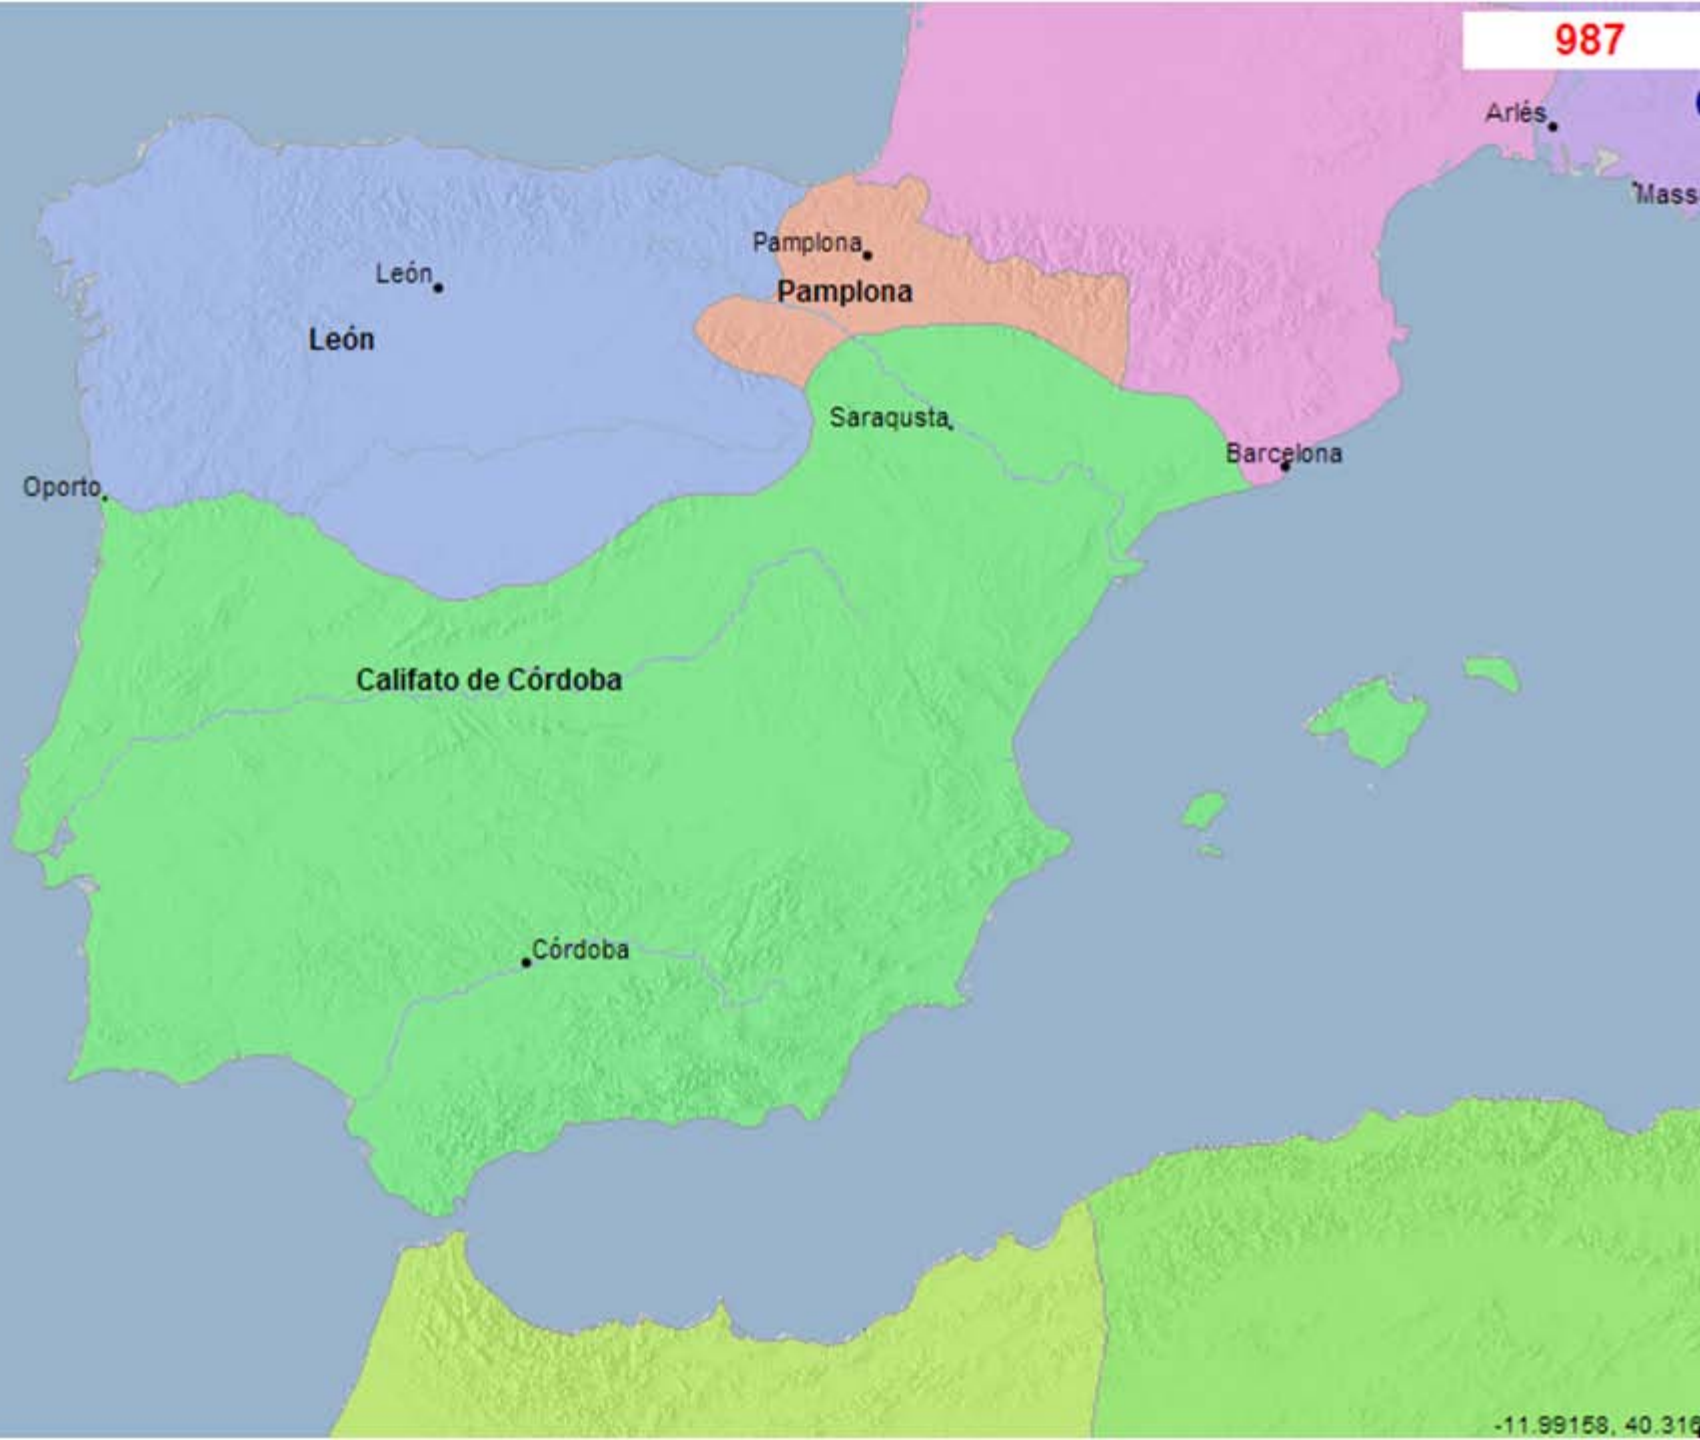 987
Arlés
Mass
Pamplona
León
Pamplona
León
Saraqusta
Barcelona
Oporto
Califato de Córdoba
Córdoba
-11.99158, 40.316